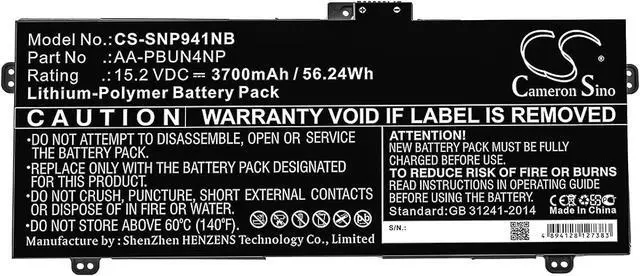 Model No.:CS-SNP941NB
Part No :AA-PBUN4NP
Rating :15.2 VDC⎓ 3700mAh / 56.24Wh
Lithium-Polymer Battery Pack
Cameron Sino
CAUTION WARRANTY VOID IF LABEL IS REMOVED
•DO NOT ATTEMPT TO DISASSEMBLE, OPEN OR SERVICE
THE BATTERY PACK.
•REPLACE ONLY WITH THE BATTERY PACK DESIGNATED
FOR THIS PRODUCT.
•DO NOT CRUSH, PUNCTURE, SHORT EXTERNAL CONTACTS
OR DISPOSE OF IN FIRE OR WATER.
•DO NOT STORE ABOVE 60℃ (140℉)
Manufacture by : ShenZhen HENZENS Technology Co., Limited.
ATTENTION:
NEW BATTERY PACK MUST BE FULLY
CHARGED BEFORE USE.
TO REDUCE RISK OF FIRE OR BURNS
READ OPERATING GUIDE
BEFORE USING BATTERY.
Standard:GB 31241-2014
Made in China
S/N.:
4 894128 127383